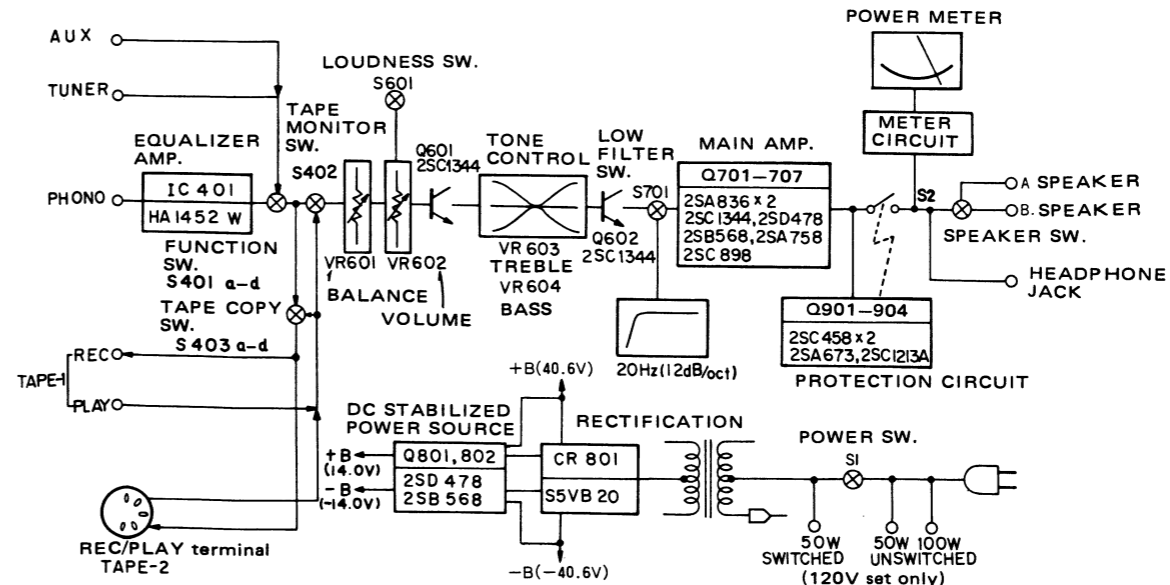 POWER METER
AUX
LOUDNESS SW.
S601
TUNER
TAPE
MONITOR
SW.
METER
CIRCUIT
EQUALIZER
AMP.
S402
Q601
2SC1344
TONE
CONTROL
LOW
FILTER
SW.
S701
MAIN AMP.
PHONO
IC 401
HA1452 W
Q701-707
2SA836 x 2
2SC1344, 2SD478
2SB568, 2SA758
2SC 898
S2
A SPEAKER
B. SPEAKER
SPEAKER SW.
FUNCTION
SW.
S401 a-d
VR601
VR602
BALANCE
VOLUME
VR 603
TREBLE
VR 604
BASS
Q602
2SC1344
HEADPHONE
JACK
TAPE COPY
SW.
S403 a-d
Q901-904
2SC458 x 2
2SA673, 2SC1213A
PROTECTION CIRCUIT
20Hz(12dB/oct)
REC
TAPE-1
PLAY
+B(40.6V)
DC STABILIZED
POWER SOURCE
RECTIFICATION
POWER SW.
S1
+B
(14.0V)
-B
(-14.0V)
Q801, 802
2SD 478
2SB 568
CR 801
S5VB 20
-B(-40.6V)
50W
SWITCHED
50W 100W
UNSWITCHED
(120V set only)
REC/PLAY terminal
TAPE-2